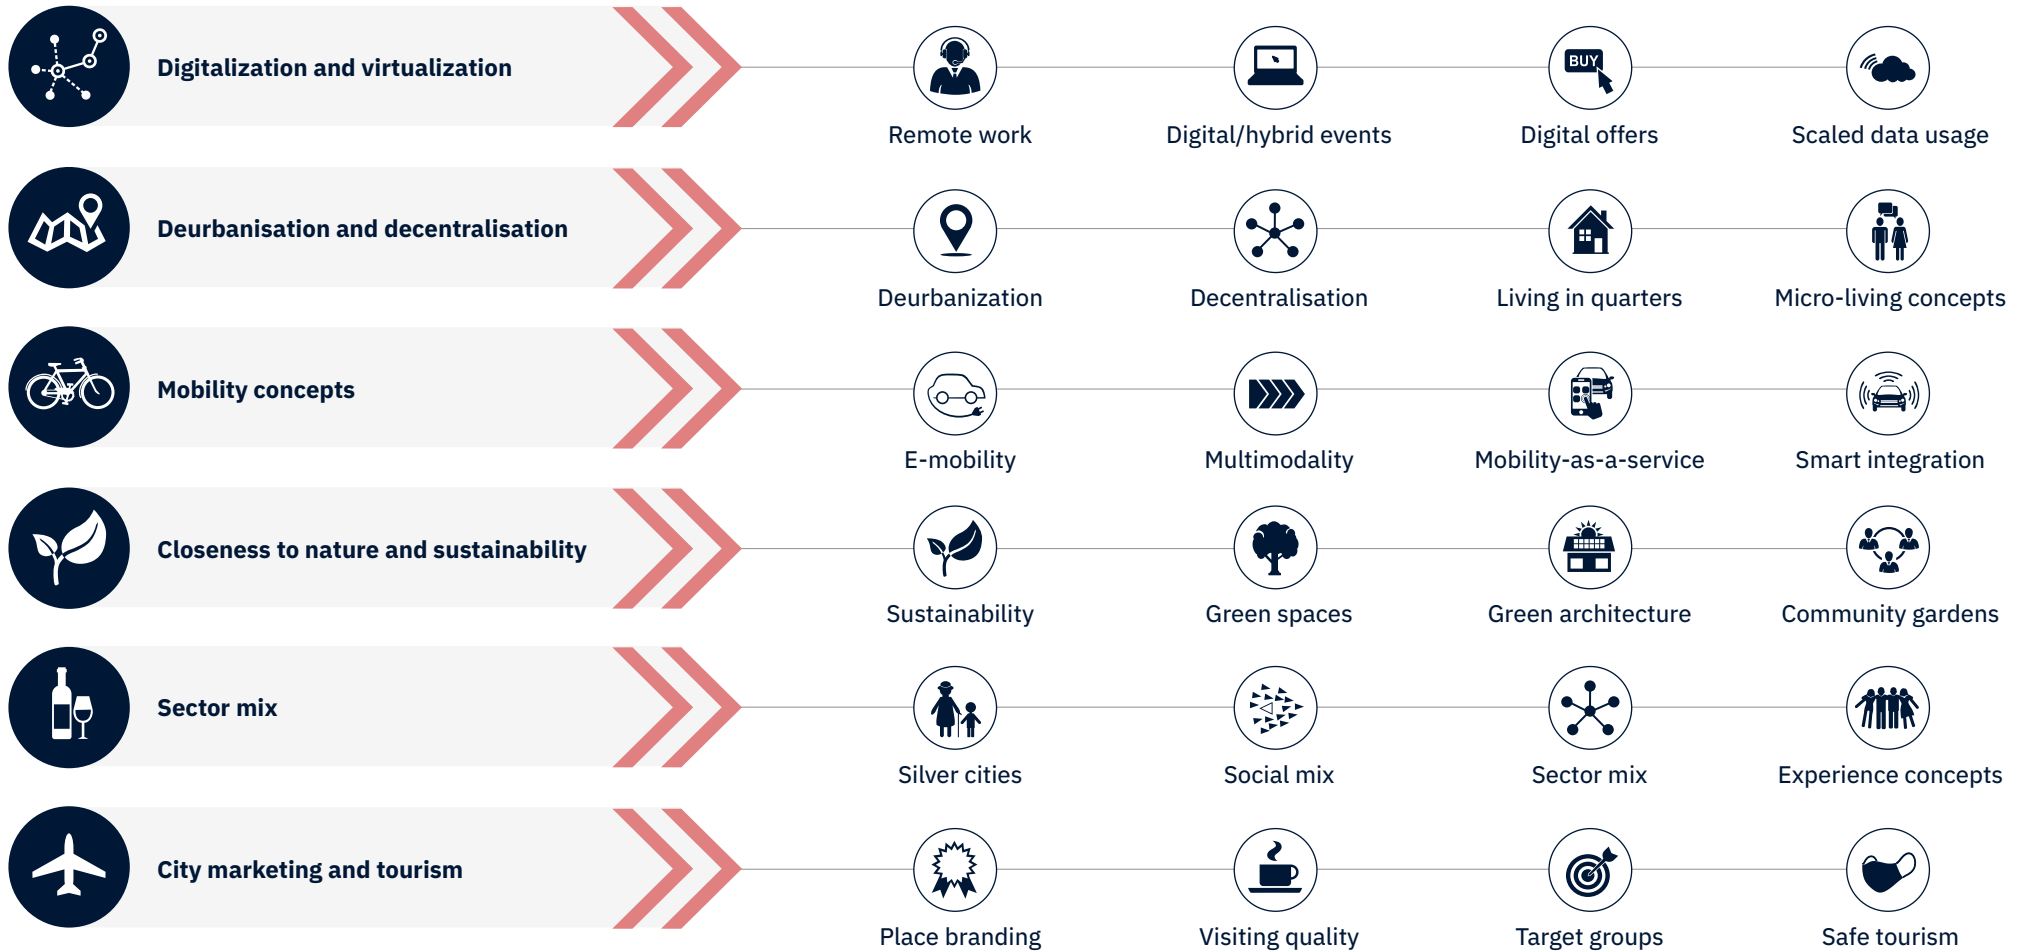 Digitalization and virtualization
BUY
Remote work
Digital/hybrid events
Digital offers
Scaled data usage
Deurbanisation and decentralisation
Deurbanization
Decentralisation
Living in quarters
Micro-living concepts
Mobility concepts
E-mobility
Multimodality
Mobility-as-a-service
Smart integration
Closeness to nature and sustainability
Sustainability
Green spaces
Green architecture
Community gardens
Sector mix
Silver cities
Social mix
Sector mix
Experience concepts
City marketing and tourism
Place branding
Visiting quality
Target groups
Safe tourism